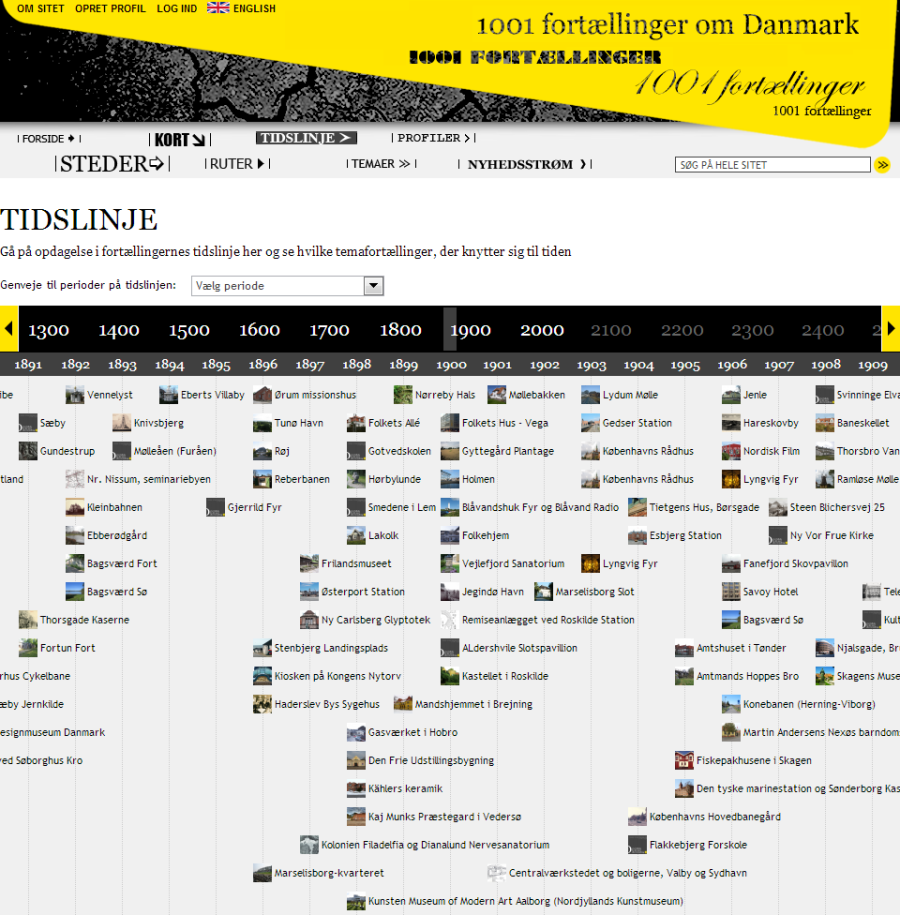 OM SITET OPRET PROFIL LOG IND ENGLISH
1001 fortællinger om Danmark
1001 FORTÆLLINGER
1001 fortællinger
1001 fortællinger
| FORSIDE | | KORT | TIDSLINJE | PROFILER |
| STEDER | | RUTER | | TEMAER | | NYHEDSSTRØM | SØG PÅ HELE SITET
TIDSLINJE
Gå på opdagelse i fortællingernes tidslinje her og se hvilke temafortællinger, der knytter sig til tiden
Genveje til perioder på tidslinjen: Vælg periode
1300 1400 1500 1600 1700 1800 1900 2000 2100 2200 2300 2400 2
1891 1892 1893 1894 1895 1896 1897 1898 1899 1900 1901 1902 1903 1904 1905 1906 1907 1908 1909
ibe Vennelyst Eberts Villaby Ørum missionshus Nørreby Hals Møllebakken Lydum Mølle Jenle Svinninge Elva
Sæby Knivsbjerg Tunø Havn Folkets Allé Folkets Hus - Vega Gedser Station Hareskovby Baneskellet
Gundestrup Mølleåen (Furåen) Røj Gotvedskolen Gyttegård Plantage Københavns Rådhus Nordisk Film Thorsbro Van
tland Nr. Nissum, seminariebyen Reberbanen Hørbylunde Holmen Københavns Rådhus Lyngvig Fyr Ramløse Mølle
Kleinbahnen Gjerrild Fyr Smedene i Lem Blåvandshuk Fyr og Blåvand Radio Tietgens Hus, Børsgade Steen Blichersvej 25
Ebberødgård Lakolk Folkehjem Esbjerg Station Ny Vor Frue Kirke
Bagsværd Fort Frilandsmuseet Vejlefjord Sanatorium Lyngvig Fyr Fanefjord Skovpavillon
Bagsværd Sø Østerport Station Jegindø Havn Marselisborg Slot Savoy Hotel Tele
Thorsgade Kaserne Ny Carlsberg Glyptotek Remiseanlægget ved Roskilde Station Bagsværd Sø Kult
Fortun Fort Stenbjerg Landingsplads ALdershvile Slotspavillion Amtshuset i Tønder Njalsgade, Br
rhus Cykelbane Kiosken på Kongens Nytorv Kastellet i Roskilde Amtmands Hoppes Bro Skagens Muse
æby Jernkilde Haderslev Bys Sygehus Mandshjemmet i Brejning Konebanen (Herning-Viborg)
esignmuseum Danmark Gasværket i Hobro Martin Andersens Nexøs barndom
ved Søborghus Kro Den Frie Udstillingsbygning Fiskepakhusene i Skagen
Kählers keramik Den tyske marinestation og Sønderborg Kas
Kaj Munks Præstegard i Vedersø Københavns Hovedbanegård
Kolonien Filadelfia og Dianalund Nervesanatorium Flakkebjerg Forskole
Marselisborg-kvarteret Centralværkstedet og boligerne, Valby og Sydhavn
Kunsten Museum of Modern Art Aalborg (Nordjyllands Kunstmuseum)